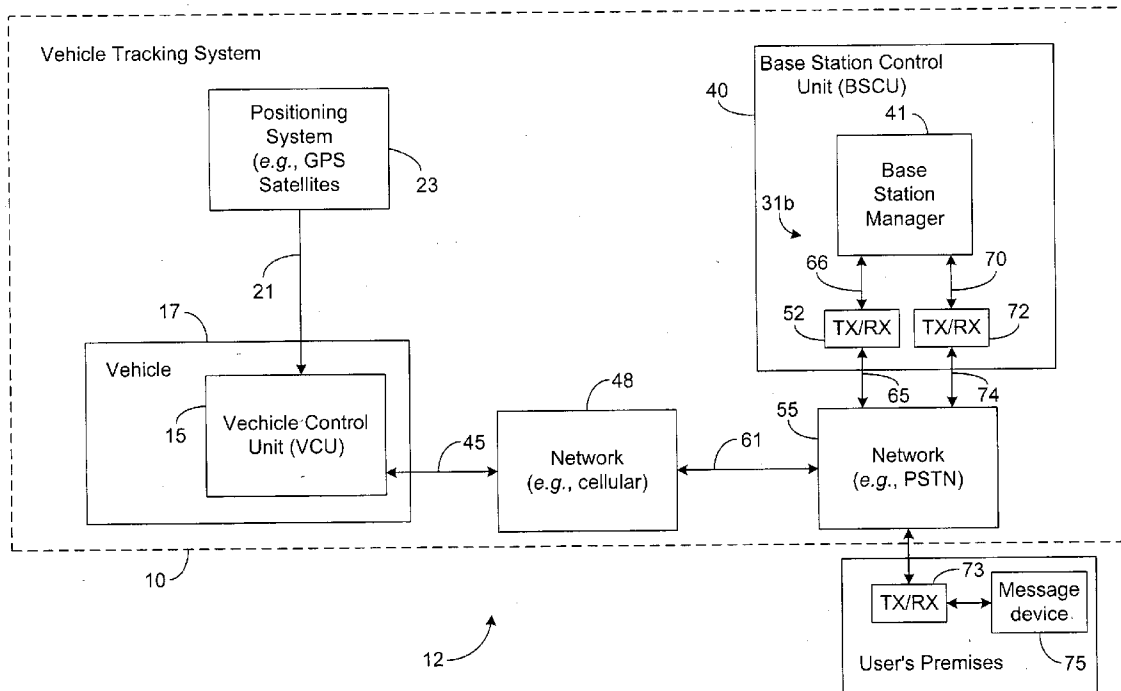 Vehicle Tracking System
Positioning
System
(e.g., GPS
Satellites
23
21
17
Vehicle
15
Vechicle Control
Unit (VCU)
45
48
Network
(e.g., cellular)
61
Base Station Control
Unit (BSCU)
40
41
Base
Station
Manager
31b
66
70
52
TX/RX
TX/RX
72
65
74
55
Network
(e.g., PSTN)
10
12
73
TX/RX
Message
device
75
User's Premises